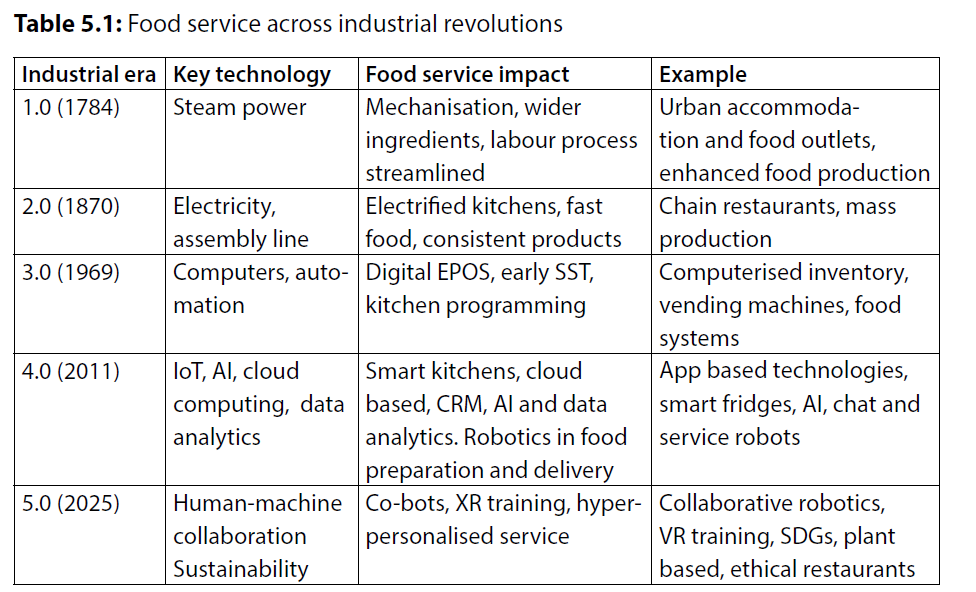 Table 5.1: Food service across industrial revolutions
Industrial era Key technology Food service impact Example
1.0 (1784) Steam power Mechanisation, wider ingredients, labour process streamlined Urban accommoda-
tion and food outlets,
enhanced food production
2.0 (1870) Electricity,
assembly line
Electrified kitchens, fast
food, consistent products
Chain restaurants, mass
production
3.0 (1969) Computers, auto-
mation
Digital EPOS, early SST,
kitchen programming
Computerised inventory,
vending machines, food
systems
4.0 (2011) IoT, AI, cloud
computing, data
analytics
Smart kitchens, cloud
based, CRM, AI and data
analytics. Robotics in food
preparation and delivery
App based technologies,
smart fridges, AI, chat and
service robots
5.0 (2025) Human-machine
collaboration
Sustainability
Co-bots, XR training, hyper-
personalised service
Collaborative robotics,
VR training, SDGs, plant
based, ethical restaurants